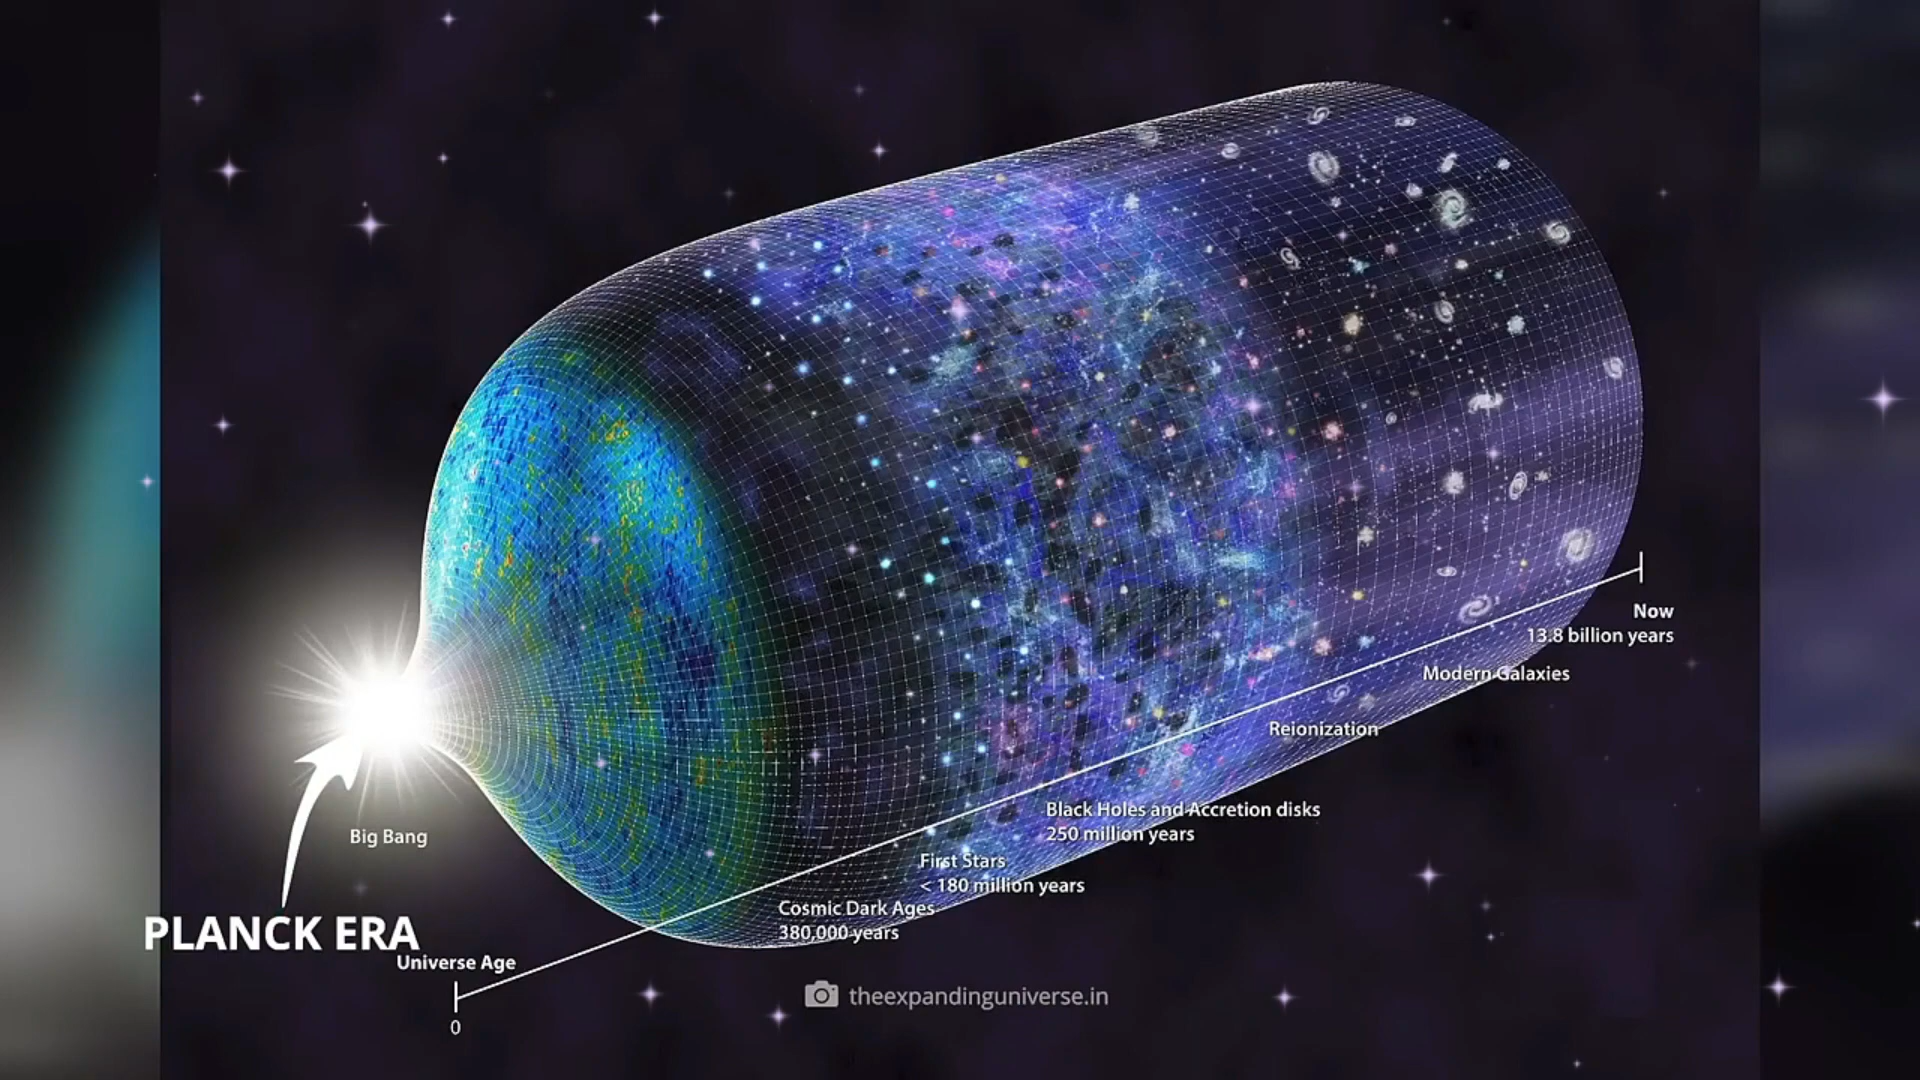 Now
13.8 billion years
Modern Galaxies
Reionization
Black Holes and Accretion disks
250 million years
First Stars
< 180 million years
Cosmic Dark Ages
380,000 years
Big Bang
PLANCK ERA
Universe Age
0
theexpandinguniverse.in